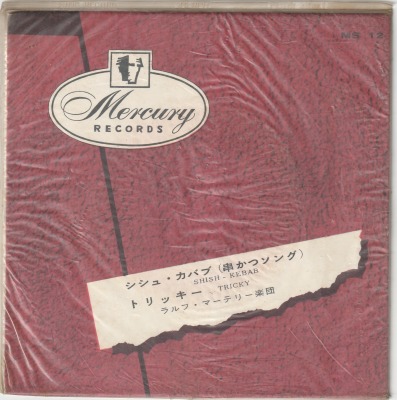 MS 12
Mercury
RECORDS
シシュ・カバブ（串かつソング）
SHISH-KEBAB
トリッキー TRICKY
ラルフ・マーテリー楽団